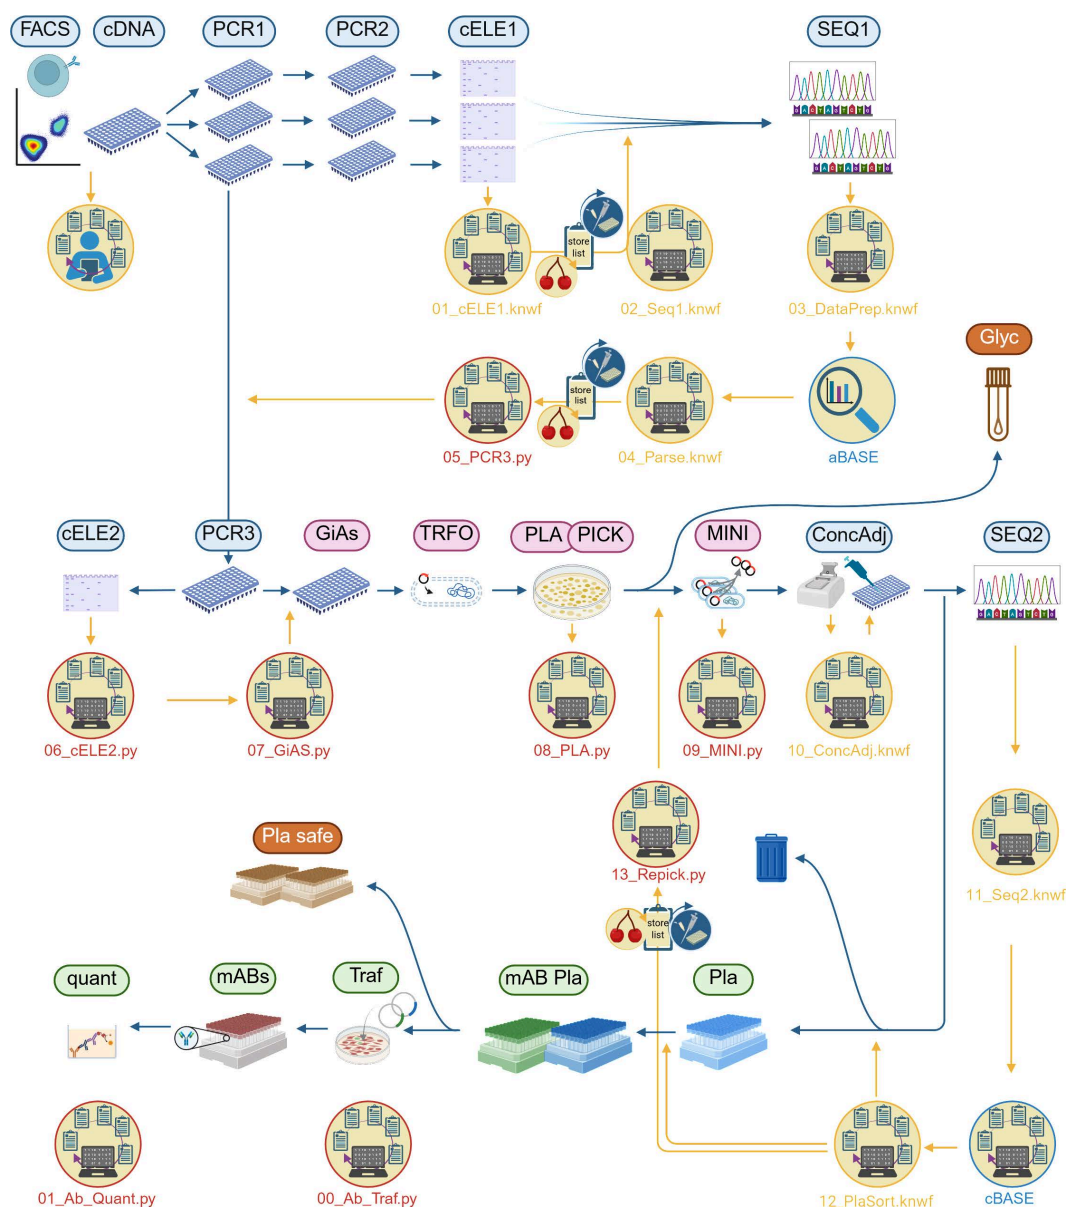 FACS
cDNA
PCR1
PCR2
cELE1
SEQ1
store
list
01_cELE1.knwf
02_Seq1.knwf
03_DataPrep.knwf
Glyc
store
list
05_PCR3.py
04_Parse.knwf
aBASE
cELE2
PCR3
GiAs
TRFO
PLA
PICK
MINI
ConcAdj
SEQ2
06_cELE2.py
07_GiAS.py
08_PLA.py
09_MINI.py
10_ConcAdj.knwf
Pla safe
13_Repick.py
11_Seq2.knwf
store
list
quant
mABs
Traf
mAB Pla
Pla
01_Ab_Quant.py
00_Ab_Traf.py
12_PlaSort.knwf
cBASE